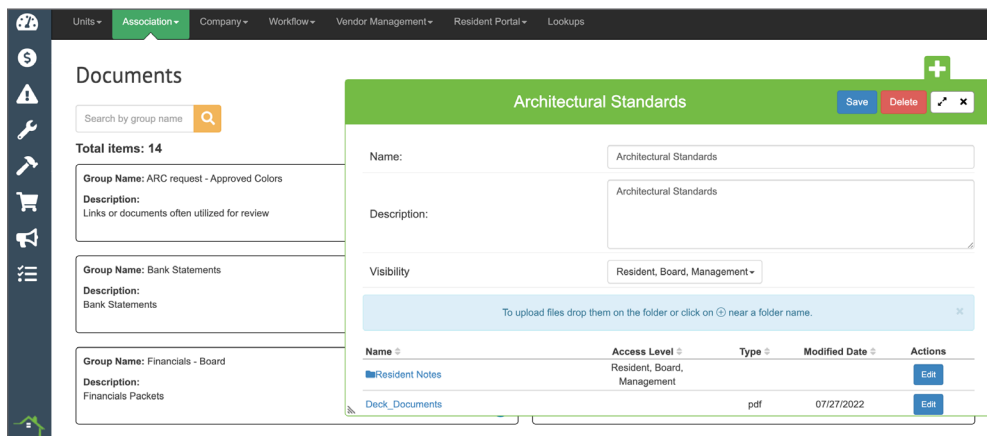 Units Association Company Workflow Vendor Management Resident Portal Lookups
Documents
Search by group name
Total items: 14
Group Name: ARC request - Approved Colors
Description:
Links or documents often utilized for review
Group Name: Bank Statements
Description:
Bank Statements
Group Name: Financials - Board
Description:
Financials Packets
Architectural Standards Save Delete
Name: Architectural Standards
Description: Architectural Standards
Visibility Resident, Board, Management
To upload files drop them on the folder or click on ⊕ near a folder name.
Name Access Level Type Modified Date Actions
Resident Notes Resident, Board, Management Edit
Deck_Documents pdf 07/27/2022 Edit